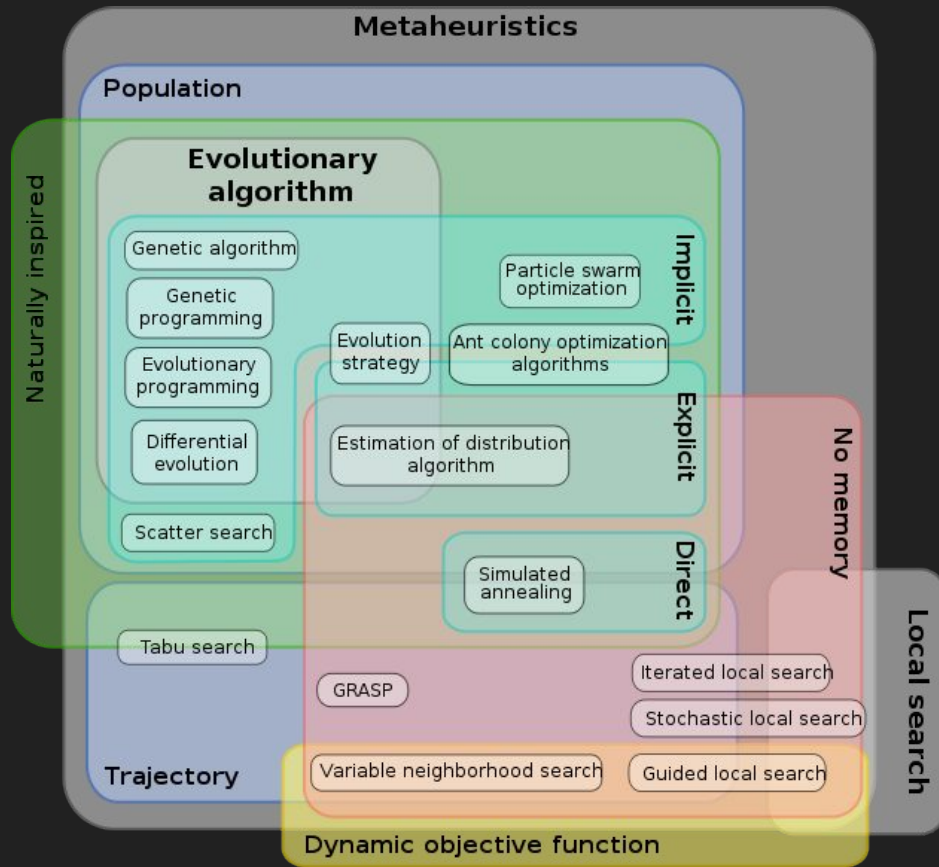 Metaheuristics
Population
Naturally inspired
Evolutionary
algorithm
Implicit
Genetic algorithm
Particle swarm
optimization
Genetic
programming
Evolution
strategy
Ant colony optimization
algorithms
Evolutionary
programming
Explicit
Estimation of distribution
algorithm
Differential
evolution
No memory
Scatter search
Direct
Simulated
annealing
Local search
Tabu search
GRASP
Iterated local search
Stochastic local search
Trajectory
Variable neighborhood search
Guided local search
Dynamic objective function